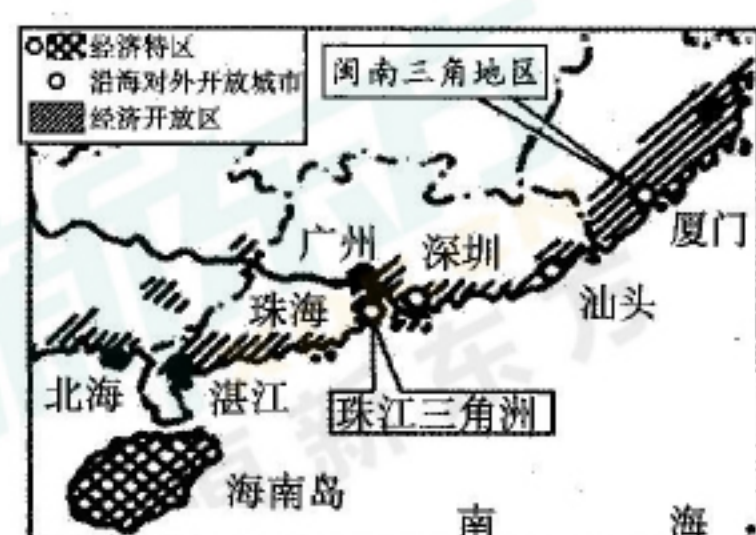 经济特区
沿海对外开放城市
经济开放区
闽南三角地区
厦门
广州
深圳
汕头
珠海
北海
湛江
珠江三角洲
海南岛
南海